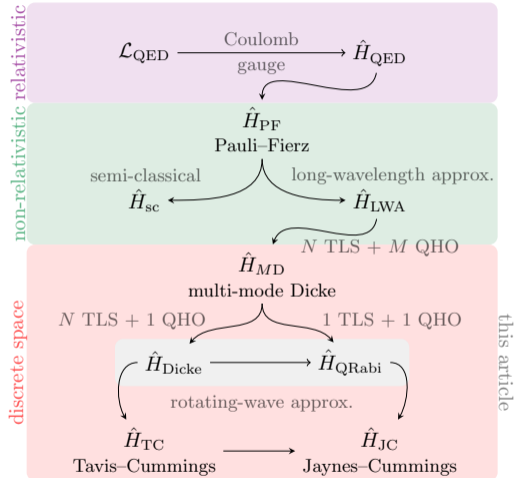 relativistic
ℒ_QED
Coulomb
gauge
Ĥ_QED
non-relativistic
Ĥ_PF
Pauli–Fierz
semi-classical
long-wavelength approx.
Ĥ_sc
Ĥ_LWA
N TLS + M QHO
discrete space
Ĥ_MD
multi-mode Dicke
N TLS + 1 QHO
1 TLS + 1 QHO
this article
Ĥ_Dicke
Ĥ_QRabi
rotating-wave approx.
Ĥ_TC
Ĥ_JC
Tavis–Cummings
Jaynes–Cummings